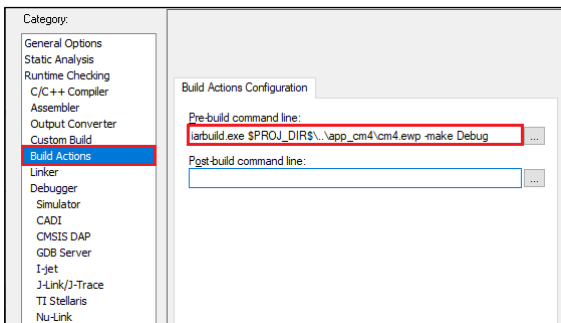 Category:
General Options
Static Analysis
Runtime Checking
C/C++ Compiler
Assembler
Output Converter
Custom Build
Build Actions
Linker
Debugger
Simulator
CADI
CMSIS DAP
GDB Server
I-jet
J-Link/J-Trace
TI Stellaris
Nu-Link
Build Actions Configuration
Pre-build command line:
iarbuild.exe $PROJ_DIR$\..\app_cm4\cm4.ewp -make Debug
...
Post-build command line:
...